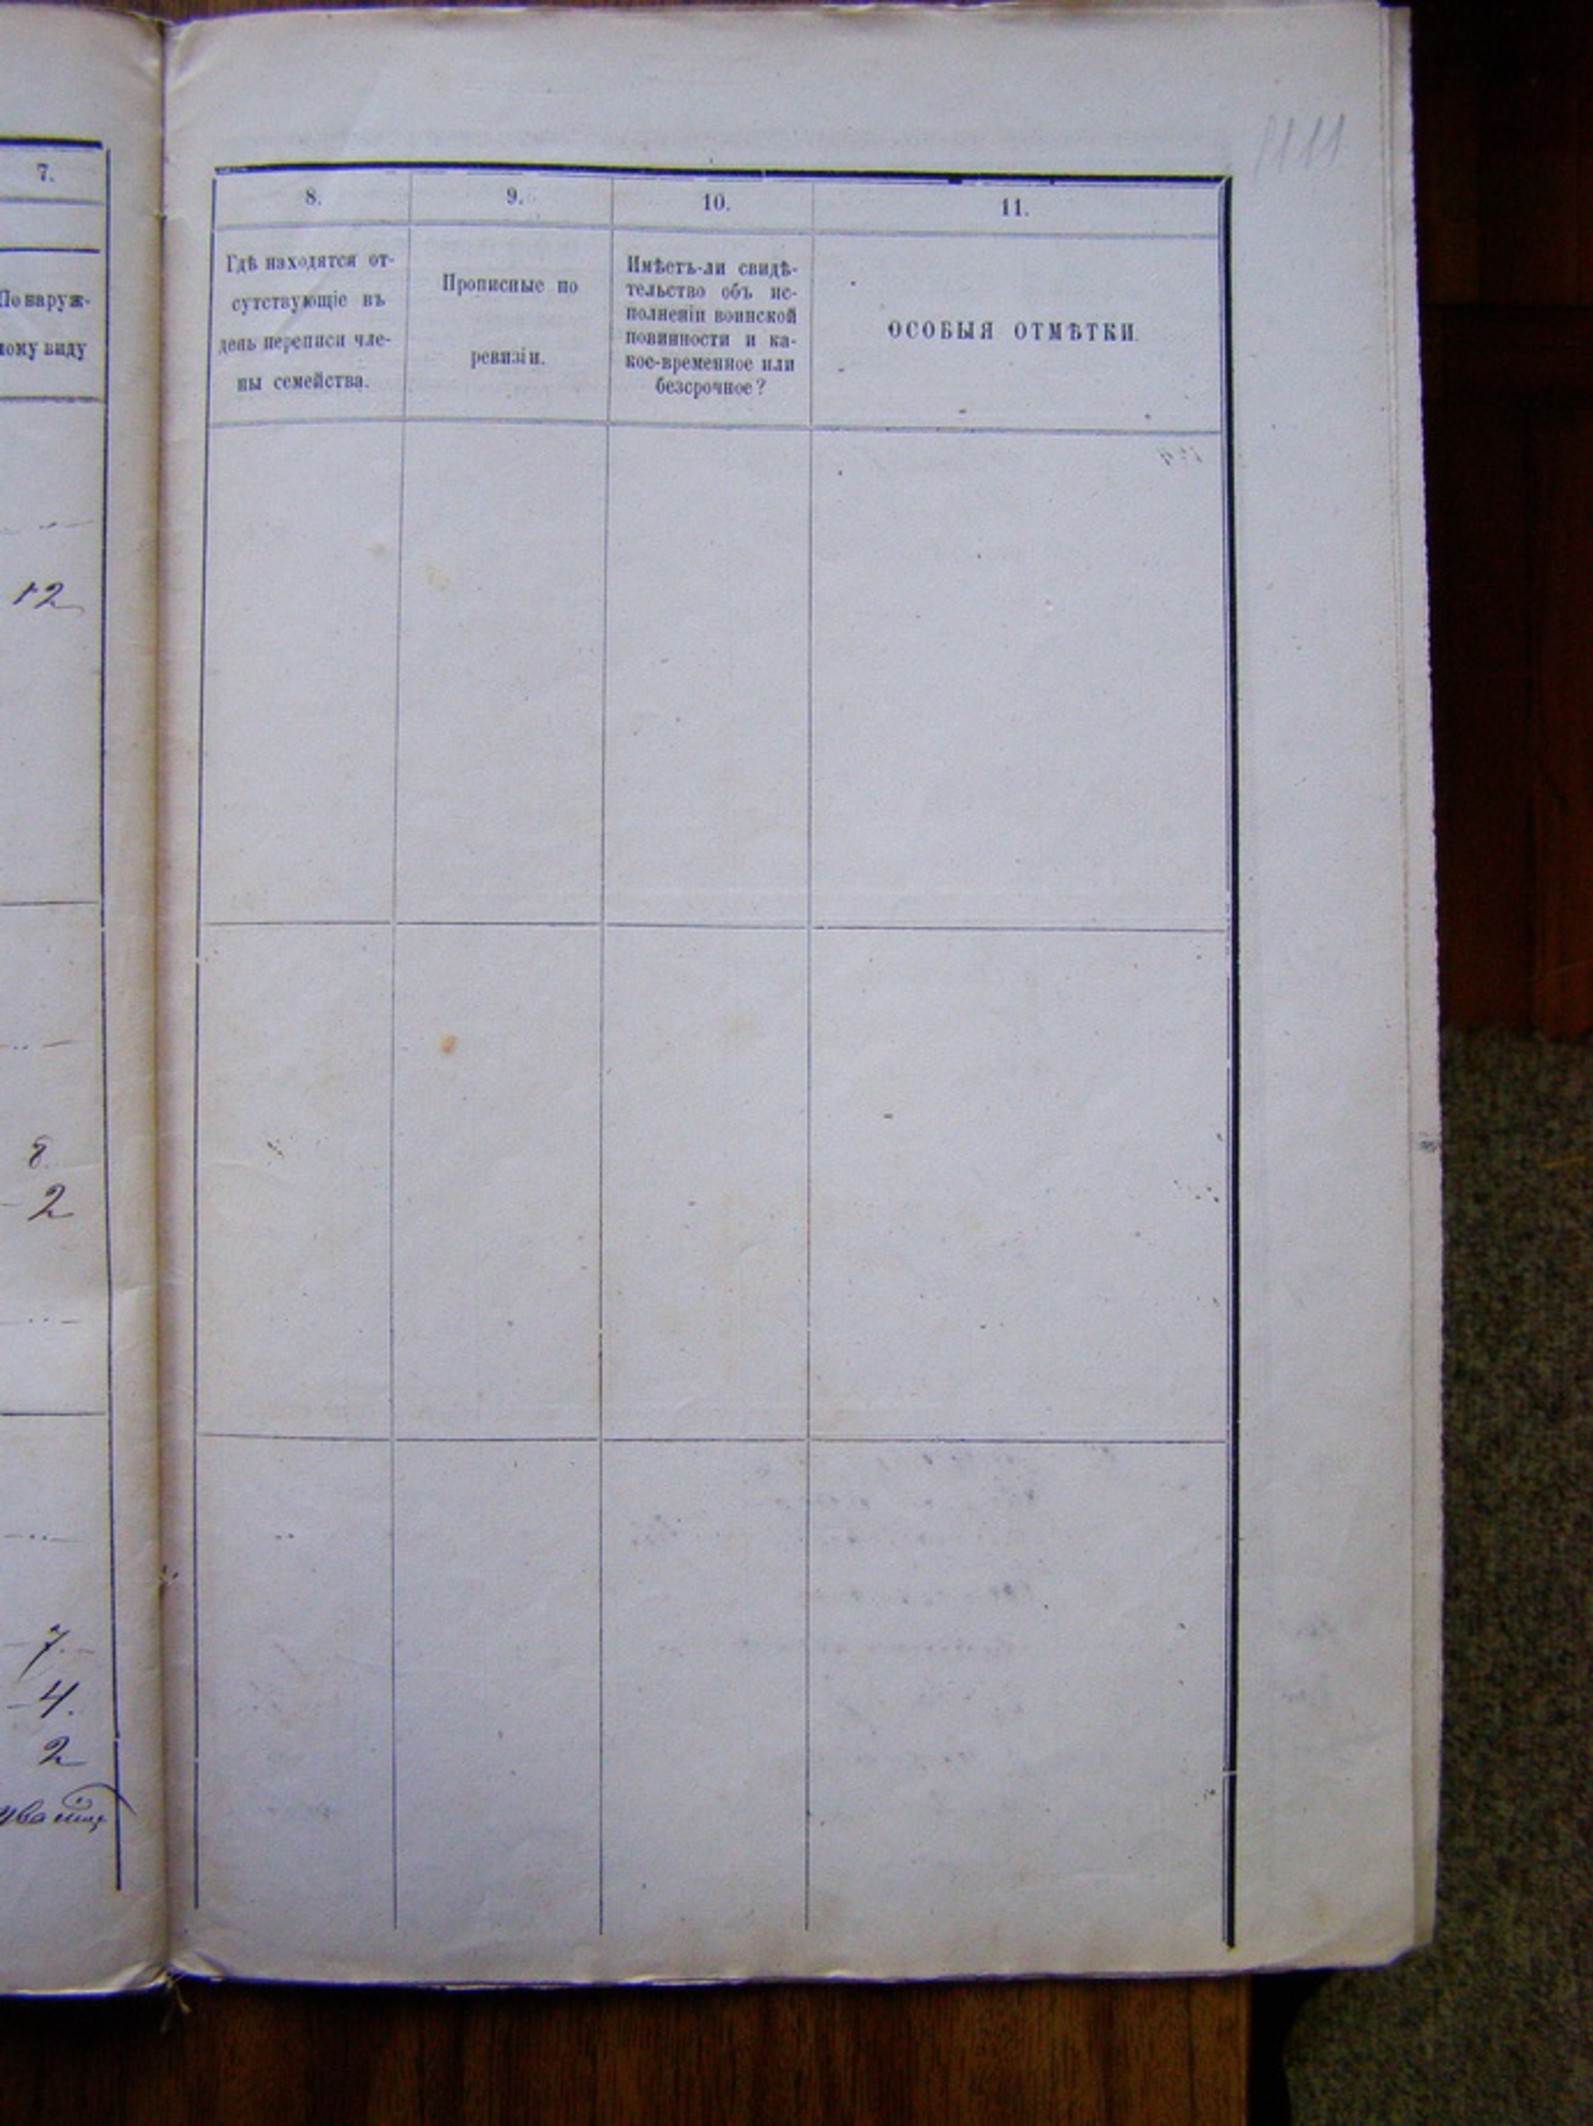 7.
По наруж-
ному виду
12
8
2
7.
4.
2
8.
9.
10.
11.
Гдѣ находятся от-
сутствующіе въ
день переписи чле-
ны семейства.
Прописные по
ревизіи.
Имѣетъ-ли свидѣ-
тельство объ ис-
полненіи воинской
повинности и ка-
кое-временное или
безсрочное?
ОСОБЫЯ ОТМѢТКИ.